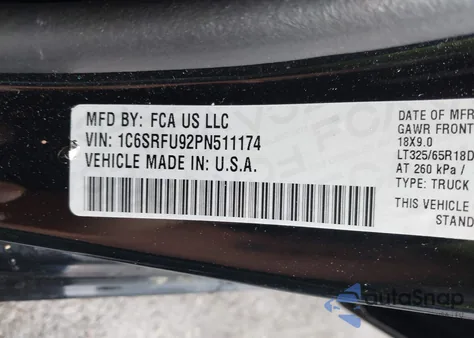 MFD BY: FCA US LLC
VIN: 1C6SRFU92PN511174
VEHICLE MADE IN: U.S.A.
DATE OF MFR
GAWR FRONT
18X9.0
LT325/65R18D
AT 260 kPa /
TYPE: TRUCK
THIS VEHICLE
STAND
autoSnap